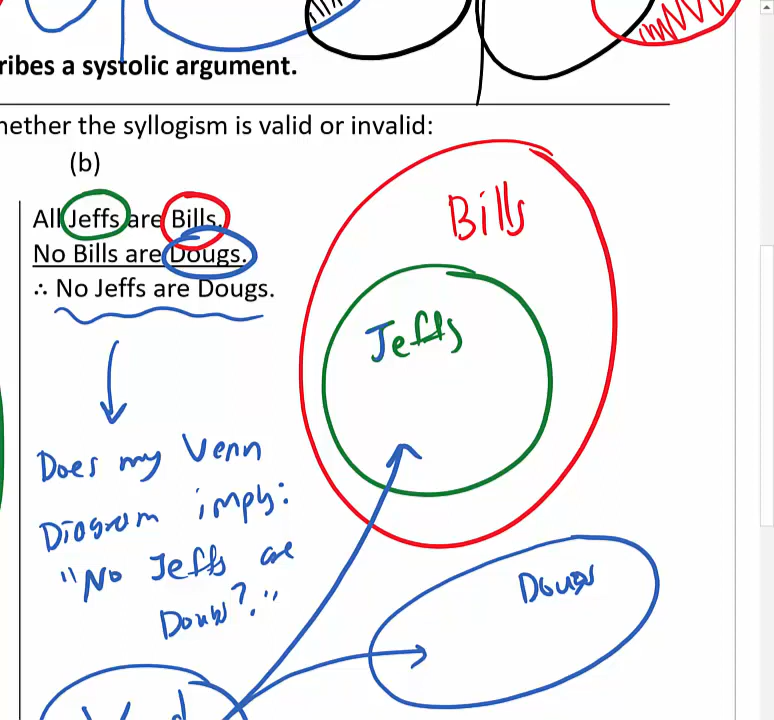 ribes a systolic argument.
hether the syllogism is valid or invalid:
(b)
All Jeffs are Bills.
No Bills are Dougs.
∴ No Jeffs are Dougs.
Bills
Jeffs
Does my Venn
Diagram imply:
"No Jeffs are
Dougs?."
Dougs